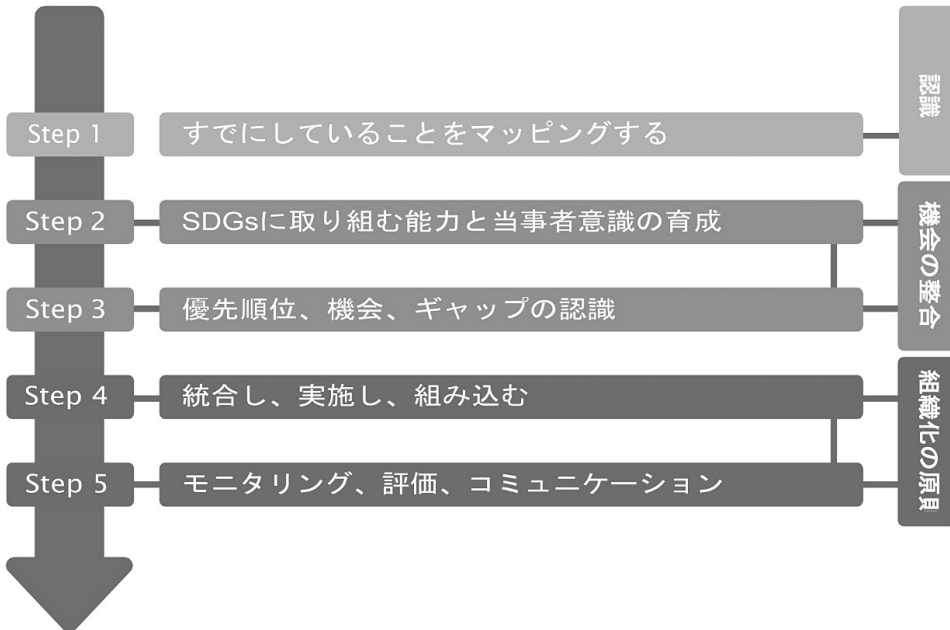 認識
Step 1 すでにしていることをマッピングする
機会の整合
Step 2 SDGsに取り組む能力と当事者意識の育成
Step 3 優先順位、機会、ギャップの認識
組織化の原貝
Step 4 統合し、実施し、組み込む
Step 5 モニタリング、評価、コミュニケーション